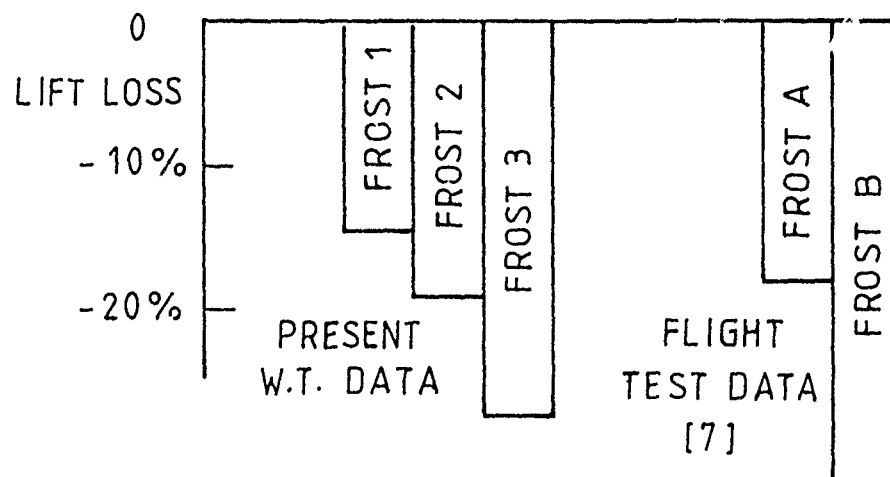 0
LIFT LOSS
-10%
-20%
FROST 1
FROST 2
FROST 3
PRESENT
W.T. DATA
FROST A
FROST B
FLIGHT
TEST DATA
[7]